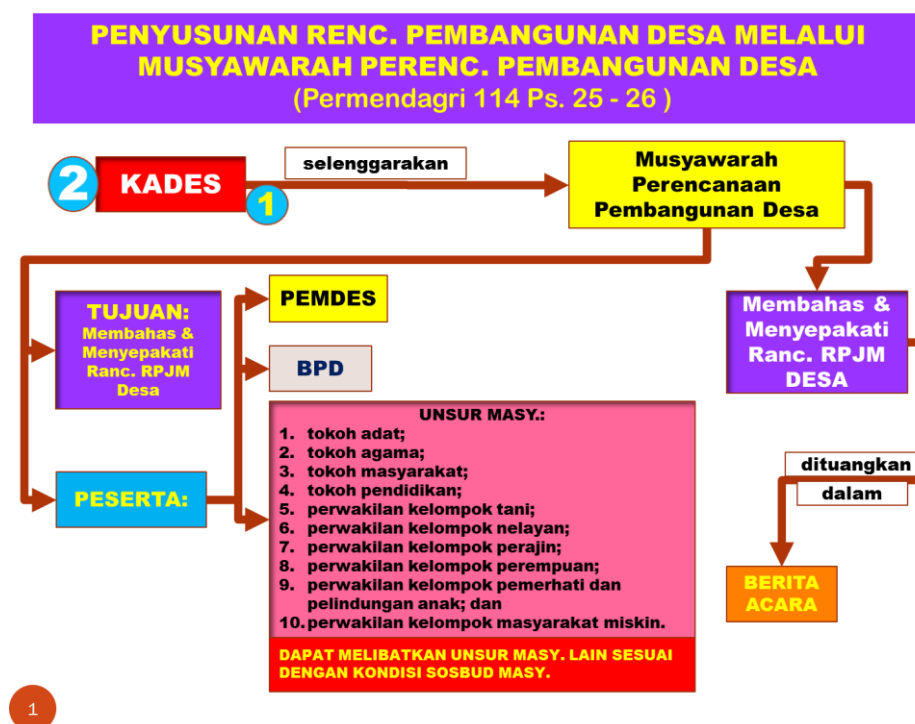 PENYUSUNAN RENC. PEMBANGUNAN DESA MELALUI
MUSYAWARAH PERENC. PEMBANGUNAN DESA
(Permendagri 114 Ps. 25 - 26 )
2
KADES
1
selenggarakan
Musyawarah
Perencanaan
Pembangunan Desa
TUJUAN:
Membahas &
Menyepakati
Ranc. RPJM
Desa
PEMDES
BPD
Membahas &
Menyepakati
Ranc. RPJM
DESA
PESERTA:
UNSUR MASY.:
1. tokoh adat;
2. tokoh agama;
3. tokoh masyarakat;
4. tokoh pendidikan;
5. perwakilan kelompok tani;
6. perwakilan kelompok nelayan;
7. perwakilan kelompok perajin;
8. perwakilan kelompok perempuan;
9. perwakilan kelompok pemerhati dan
pelindungan anak; dan
10. perwakilan kelompok masyarakat miskin.
DAPAT MELIBATKAN UNSUR MASY. LAIN SESUAI
DENGAN KONDISI SOSBUD MASY.
dituangkan
dalam
BERITA
ACARA
1